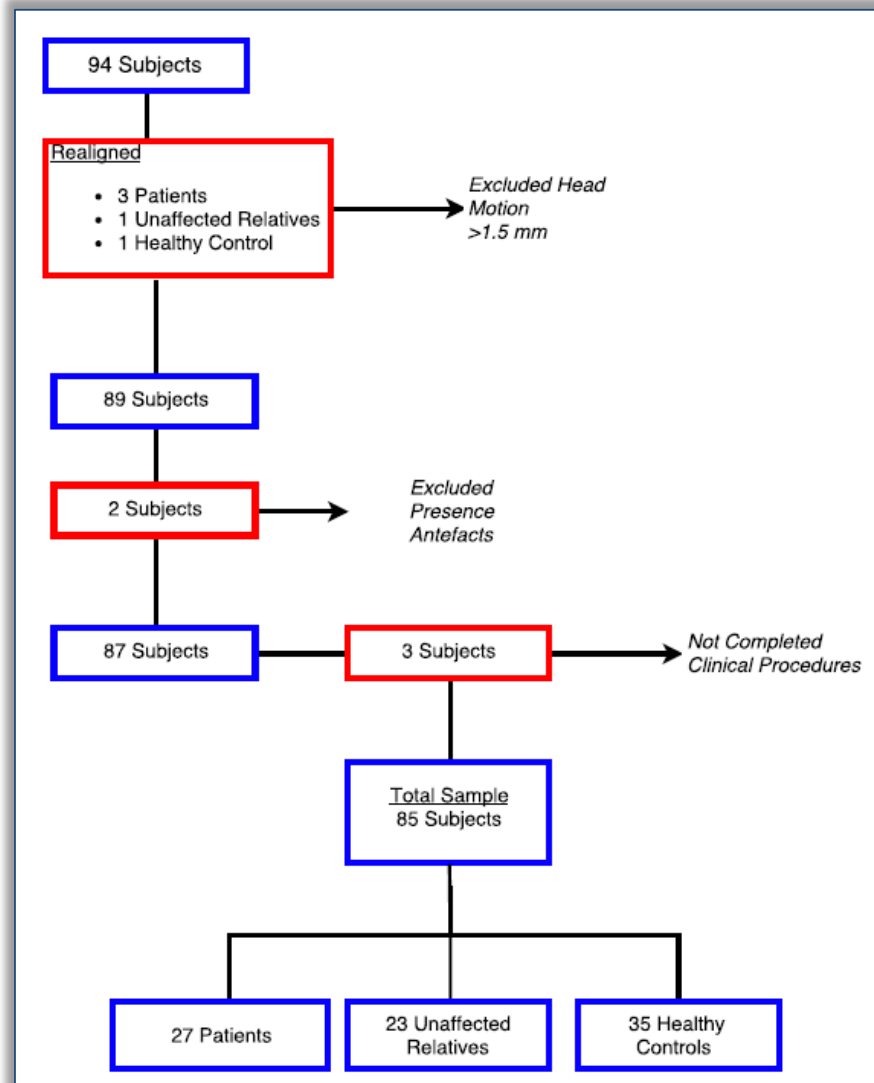 94 Subjects
Realigned
• 3 Patients
• 1 Unaffected Relatives
• 1 Healthy Control
Excluded Head
Motion
>1.5 mm
89 Subjects
2 Subjects
Excluded
Presence
Antefacts
87 Subjects
3 Subjects
Not Completed
Clinical Procedures
Total Sample
85 Subjects
27 Patients
23 Unaffected
Relatives
35 Healthy
Controls